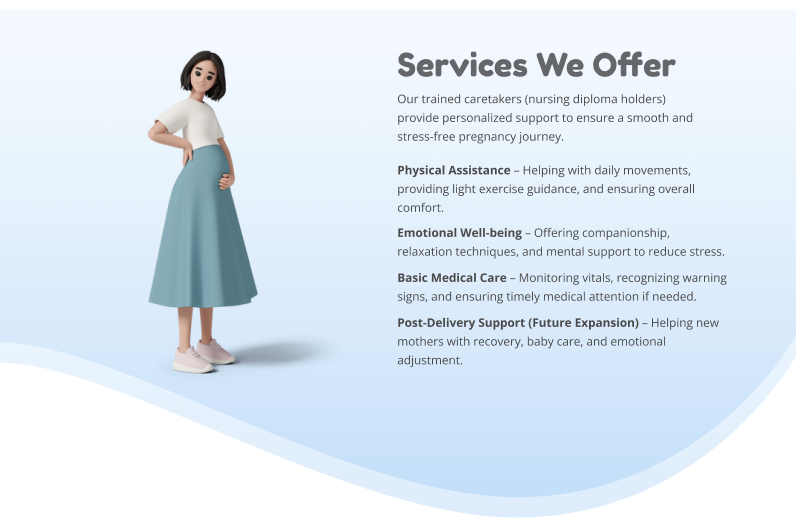 Services We Offer
Our trained caretakers (nursing diploma holders)
provide personalized support to ensure a smooth and
stress-free pregnancy journey.
Physical Assistance – Helping with daily movements,
providing light exercise guidance, and ensuring overall
comfort.
Emotional Well-being – Offering companionship,
relaxation techniques, and mental support to reduce stress.
Basic Medical Care – Monitoring vitals, recognizing warning
signs, and ensuring timely medical attention if needed.
Post-Delivery Support (Future Expansion) – Helping new
mothers with recovery, baby care, and emotional
adjustment.